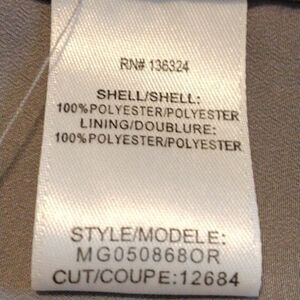 RN# 136324
SHELL/SHELL:
100%POLYESTER/POLYESTER
LINING/DOUBLURE:
100%POLYESTER/POLYESTER
STYLE/MODELE:
MG050868OR
CUT/COUPE:12684